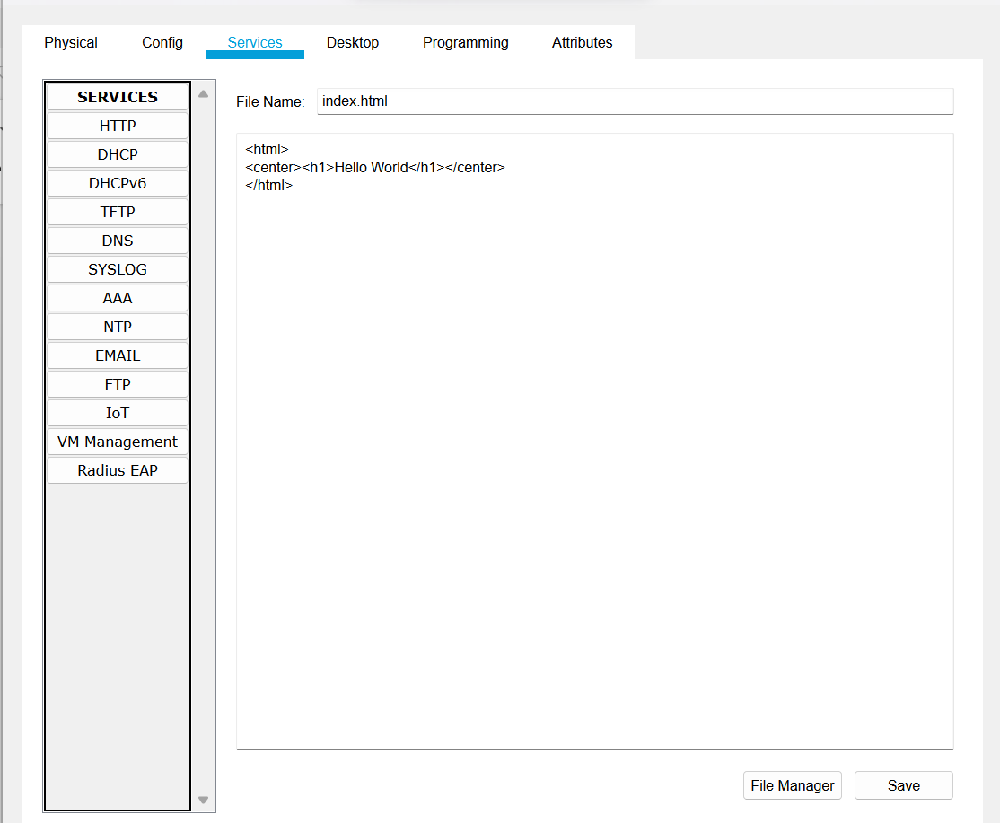 Physical
Config
Services
Desktop
Programming
Attributes
SERVICES
HTTP
DHCP
DHCPv6
TFTP
DNS
SYSLOG
AAA
NTP
EMAIL
FTP
IoT
VM Management
Radius EAP
File Name:
index.html
<html>
<center><h1>Hello World</h1></center>
</html>
File Manager
Save